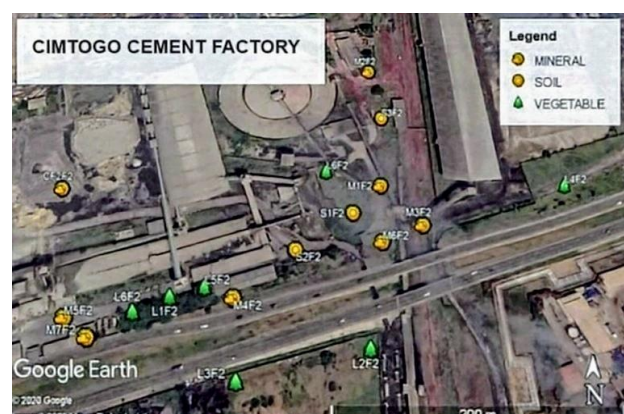 CIMTOGO CEMENT FACTORY
Legend
MINERAL
SOIL
VEGETABLE
M2F2
S3F2
L6F2
M1F2
L4F2
CF2F2
S1F2
M3F2
M6F2
S2F2
L5F2
L6F2
L1F2
M4F2
M5F2
M7F2
L2F2
L3F2
Google Earth
© 2020 Google
200 m
N